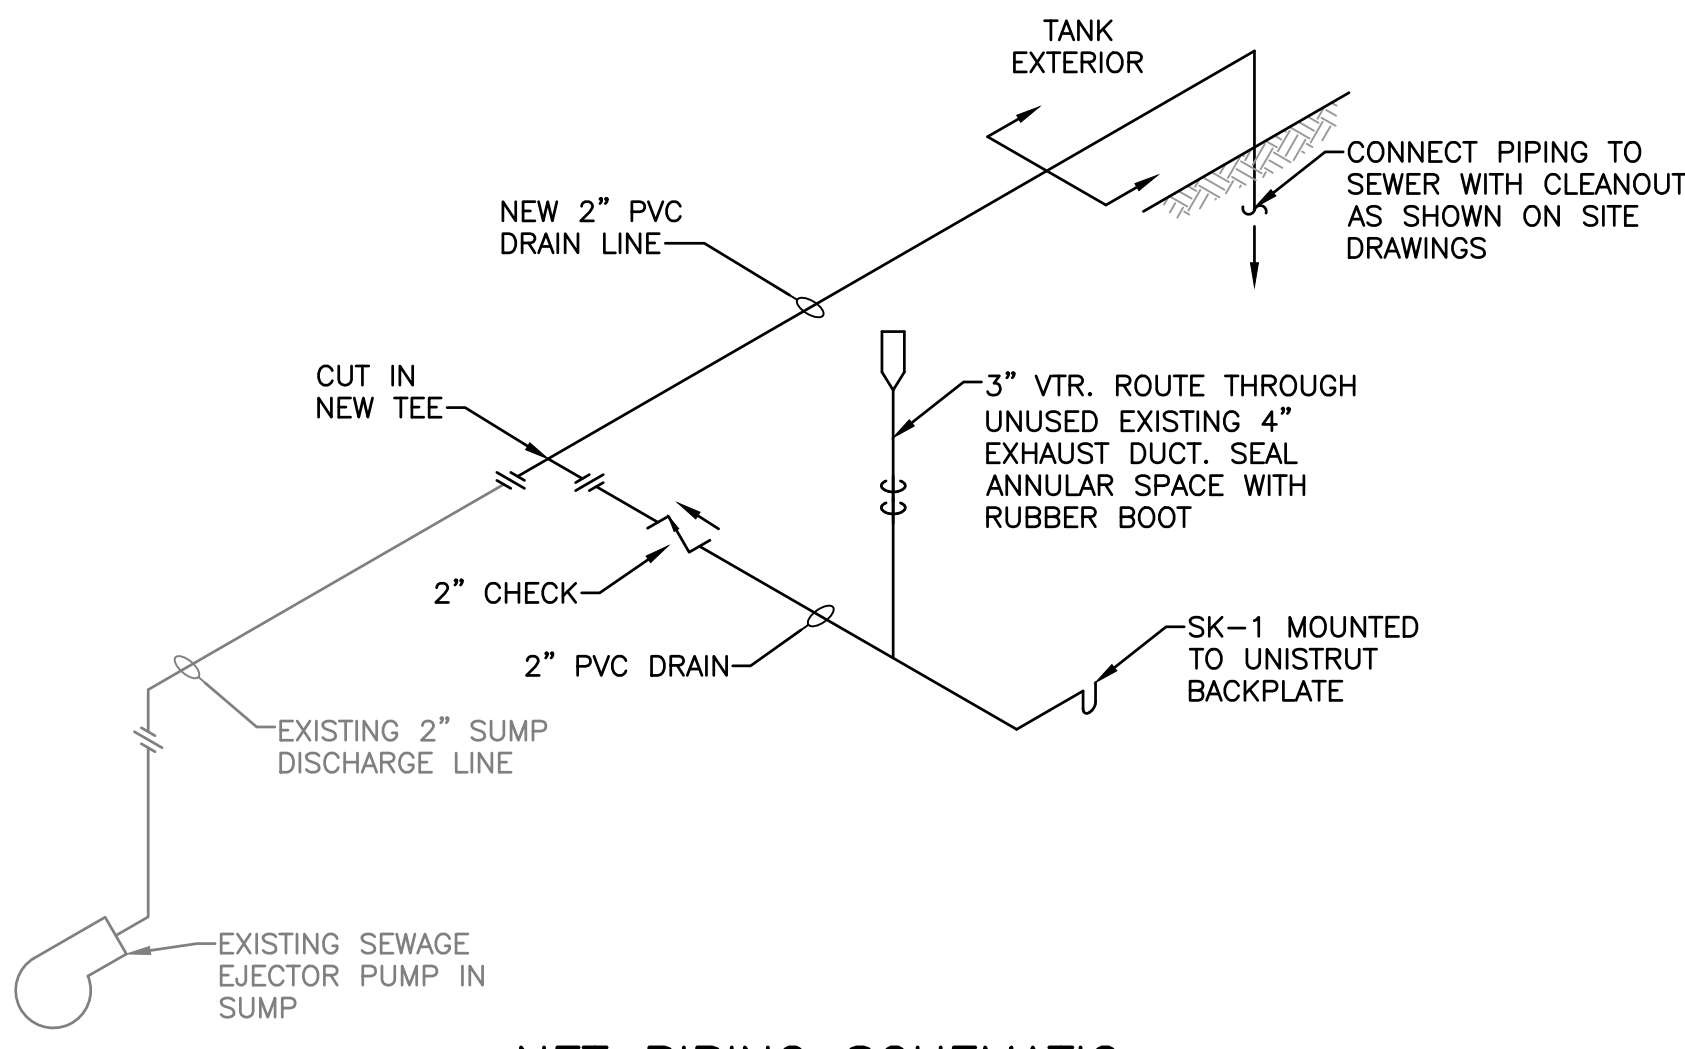 TANK
EXTERIOR
CONNECT PIPING TO
SEWER WITH CLEANOUT
AS SHOWN ON SITE
DRAWINGS
NEW 2" PVC
DRAIN LINE
CUT IN
NEW TEE
3" VTR. ROUTE THROUGH
UNUSED EXISTING 4"
EXHAUST DUCT. SEAL
ANNULAR SPACE WITH
RUBBER BOOT
2" CHECK
2" PVC DRAIN
SK-1 MOUNTED
TO UNISTRUT
BACKPLATE
EXISTING 2" SUMP
DISCHARGE LINE
EXISTING SEWAGE
EJECTOR PUMP IN
SUMP
PIPING SCHEMATIC